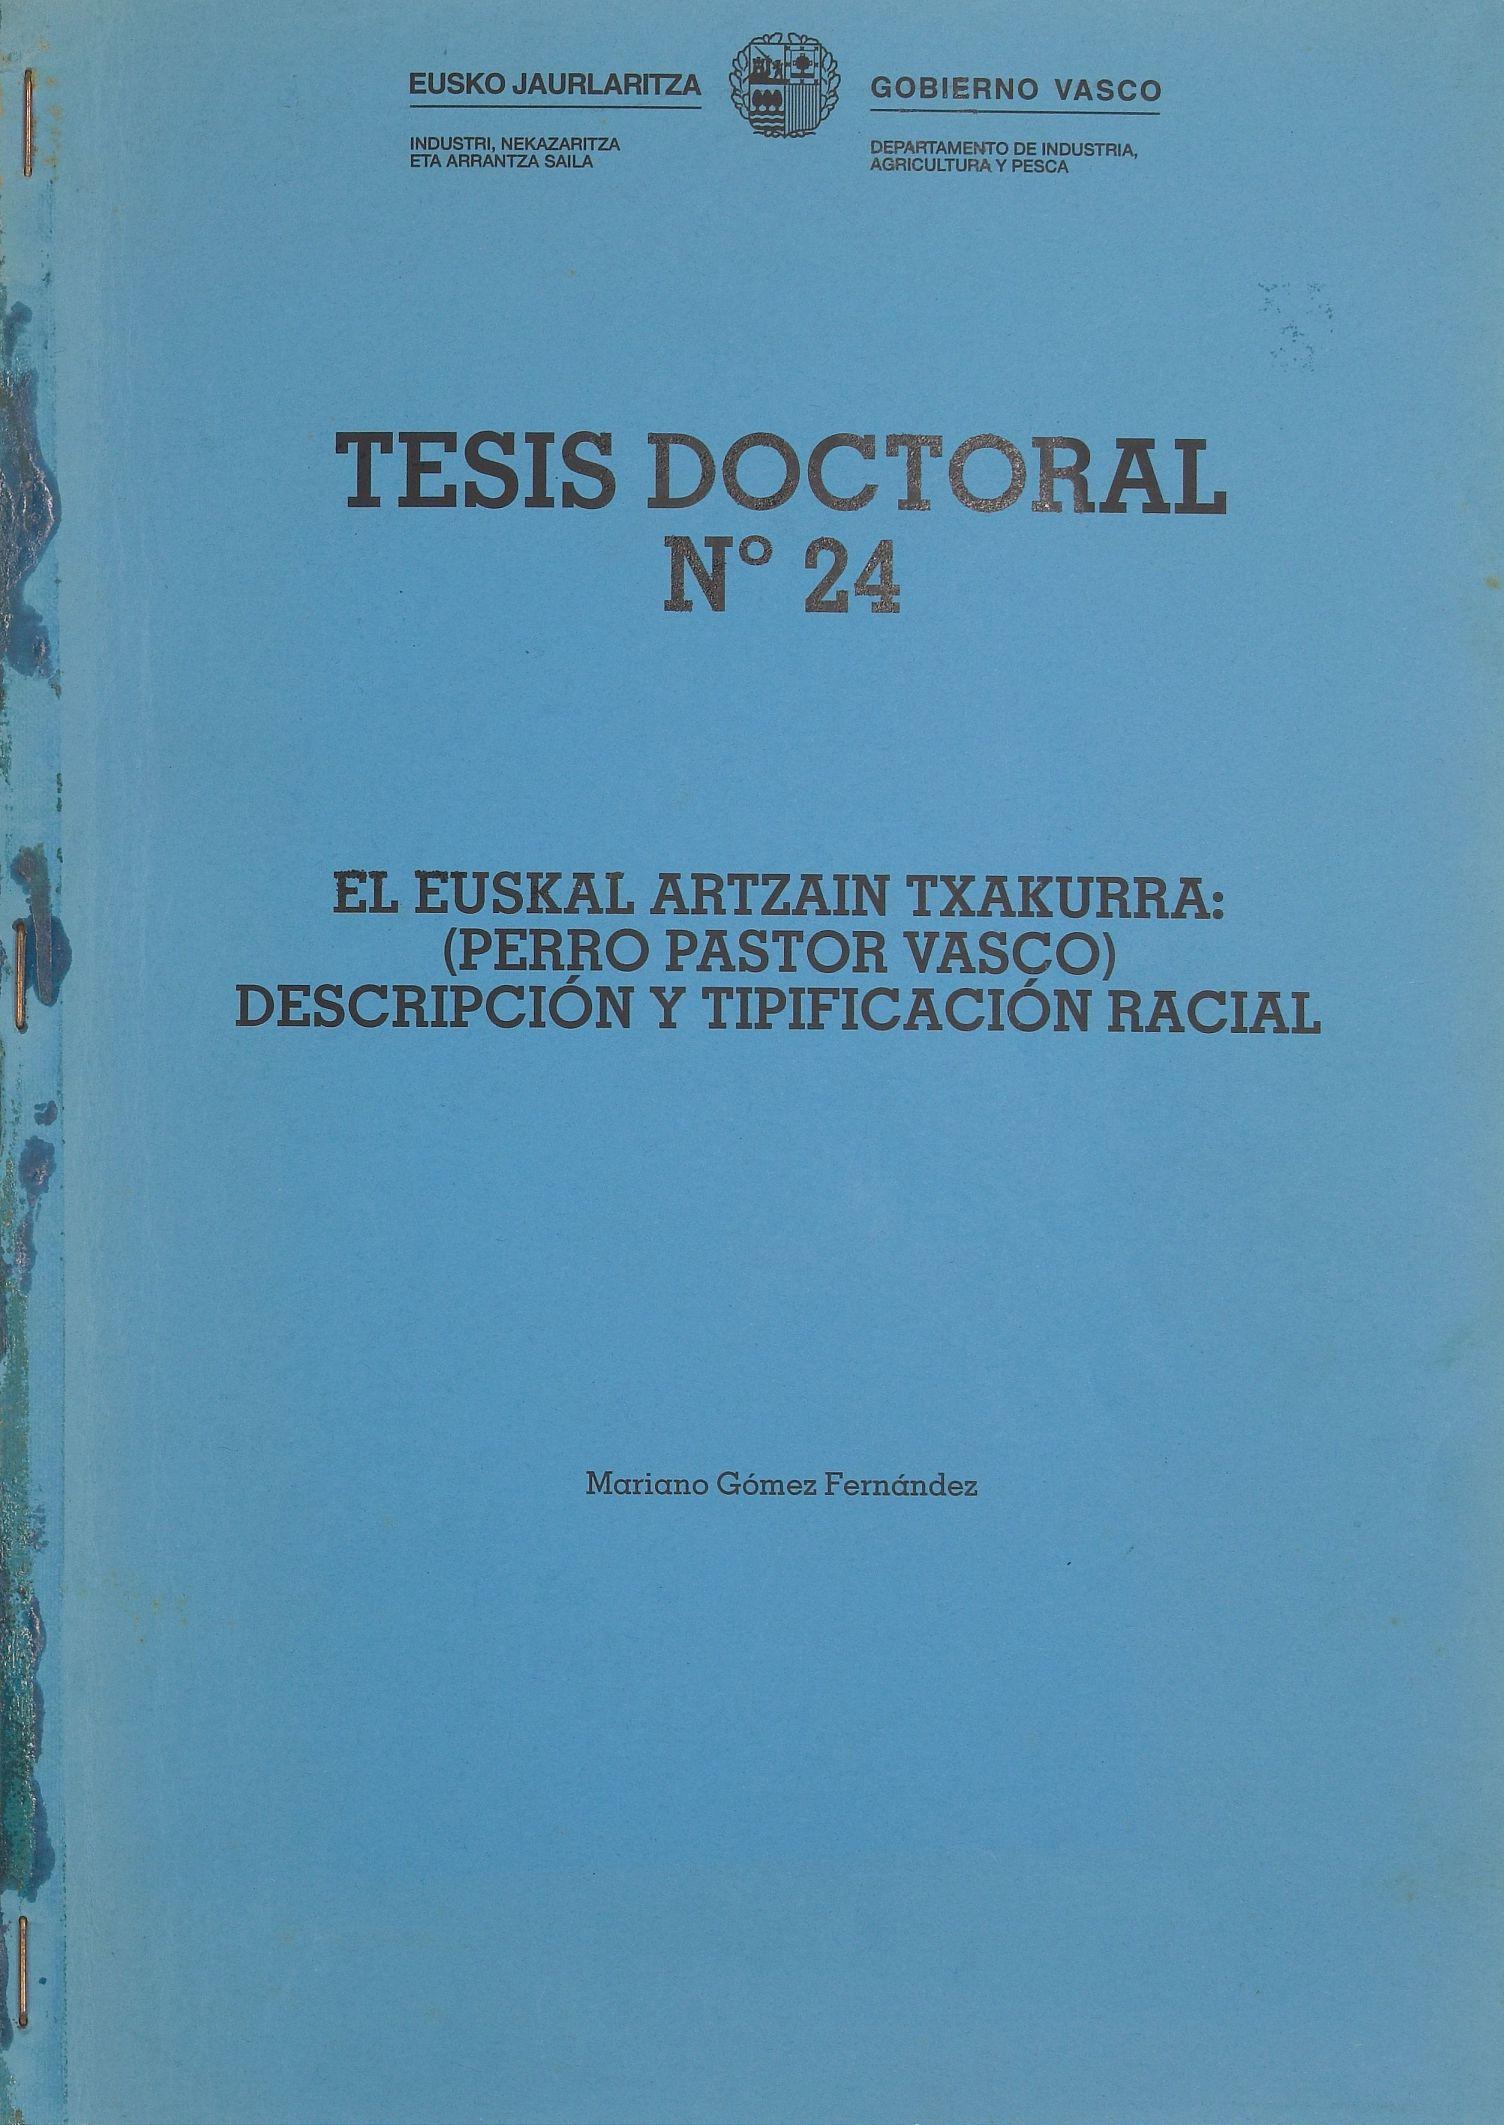 EUSKO JAURLARITZA
INDUSTRI, NEKAZARITZA
ETA ARRANTZA SAILA
GOBIERNO VASCO
DEPARTAMENTO DE INDUSTRIA,
AGRICULTURA Y PESCA
TESIS DOCTORAL
Nº 24
EL EUSKAL ARTZAIN TXAKURRA:
(PERRO PASTOR VASCO)
DESCRIPCIÓN Y TIPIFICACIÓN RACIAL
Mariano Gómez Fernández